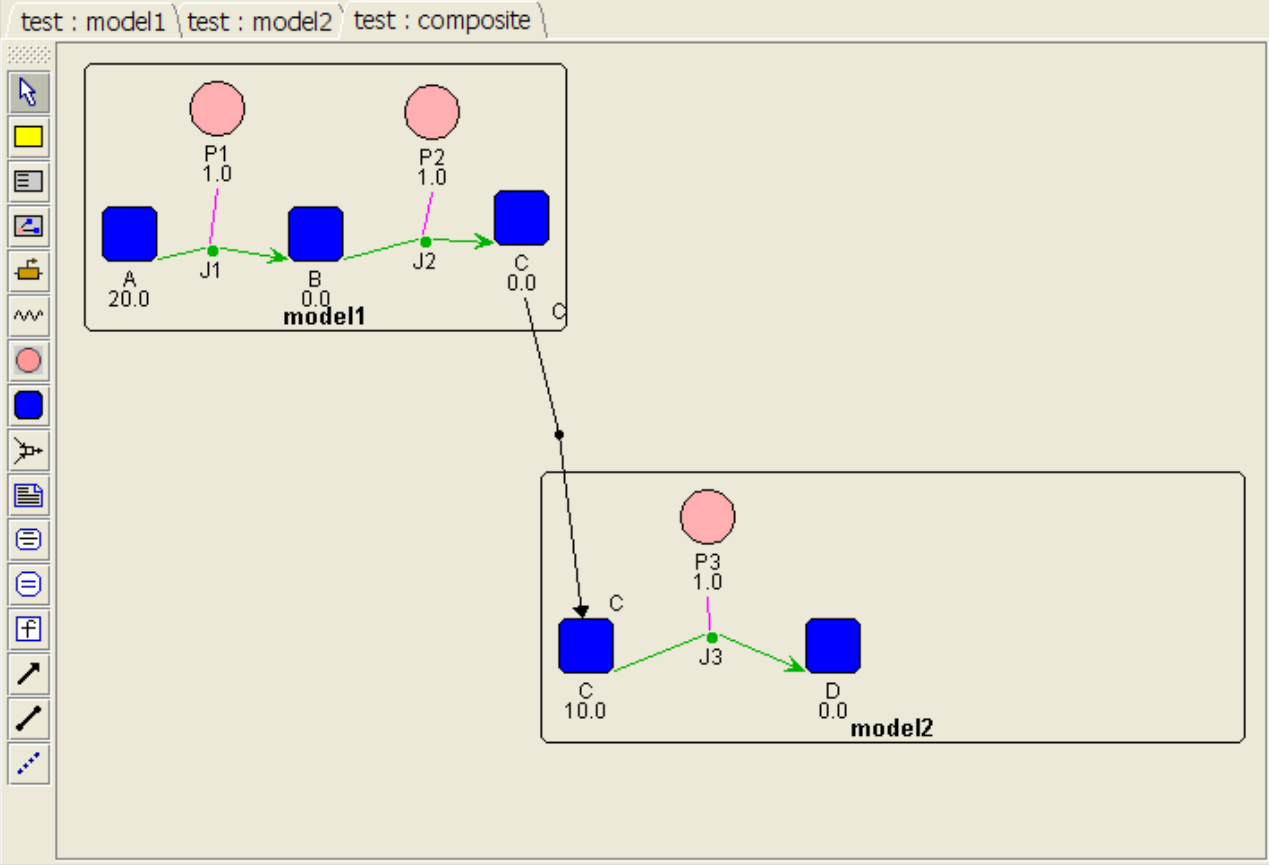 test : model1
test : model2
test : composite
P1
1.0
P2
1.0
J1
J2
A
20.0
B
0.0
C
0.0
C
model1
P3
1.0
C
J3
C
10.0
D
0.0
model2
f